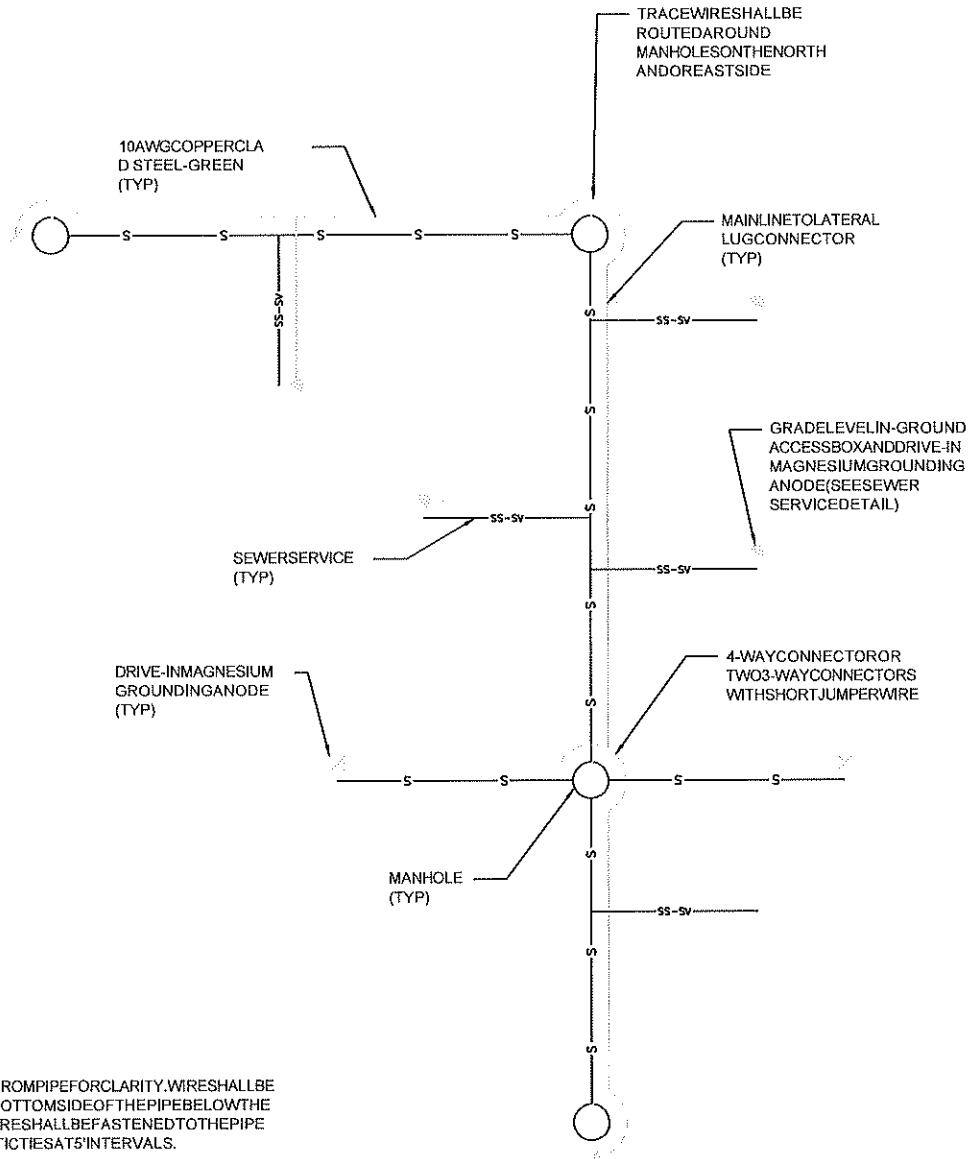 TRACEWIRESHALLBE
ROUTEDAROUND
MANHOLESONTHENORTH
ANDOREASTSIDE
10AWGCOPPERCLA
D STEEL-GREEN
(TYP)
MAINLINETOLATERAL
LUGCONNECTOR
(TYP)
S S S S S
SS-SV
S
SS-SV
S
GRADELEVELIN-GROUND
ACCESSBOXANDDRIVE-IN
MAGNESIUMGROUNDING
ANODE(SEESEWER
SERVICEDETAIL)
S
SS-SV
SEWERSERVICE
(TYP)
SS-SV
S
DRIVE-INMAGNESIUM
GROUNDINGANODE
(TYP)
4-WAYCONNECTOROR
TWO3-WAYCONNECTORS
WITHSHORTJUMPERWIRE
S
S S S S
MANHOLE
(TYP)
S
SS-SV
S
S
ROMPIPEFORCLARITY.WIRESHALLBE
OTTOMSIDEOFTHEPIPEBELOWTHE
RESHALLBEFASTENEDTOTHEPIPE
TICTIESAT5'INTERVALS.